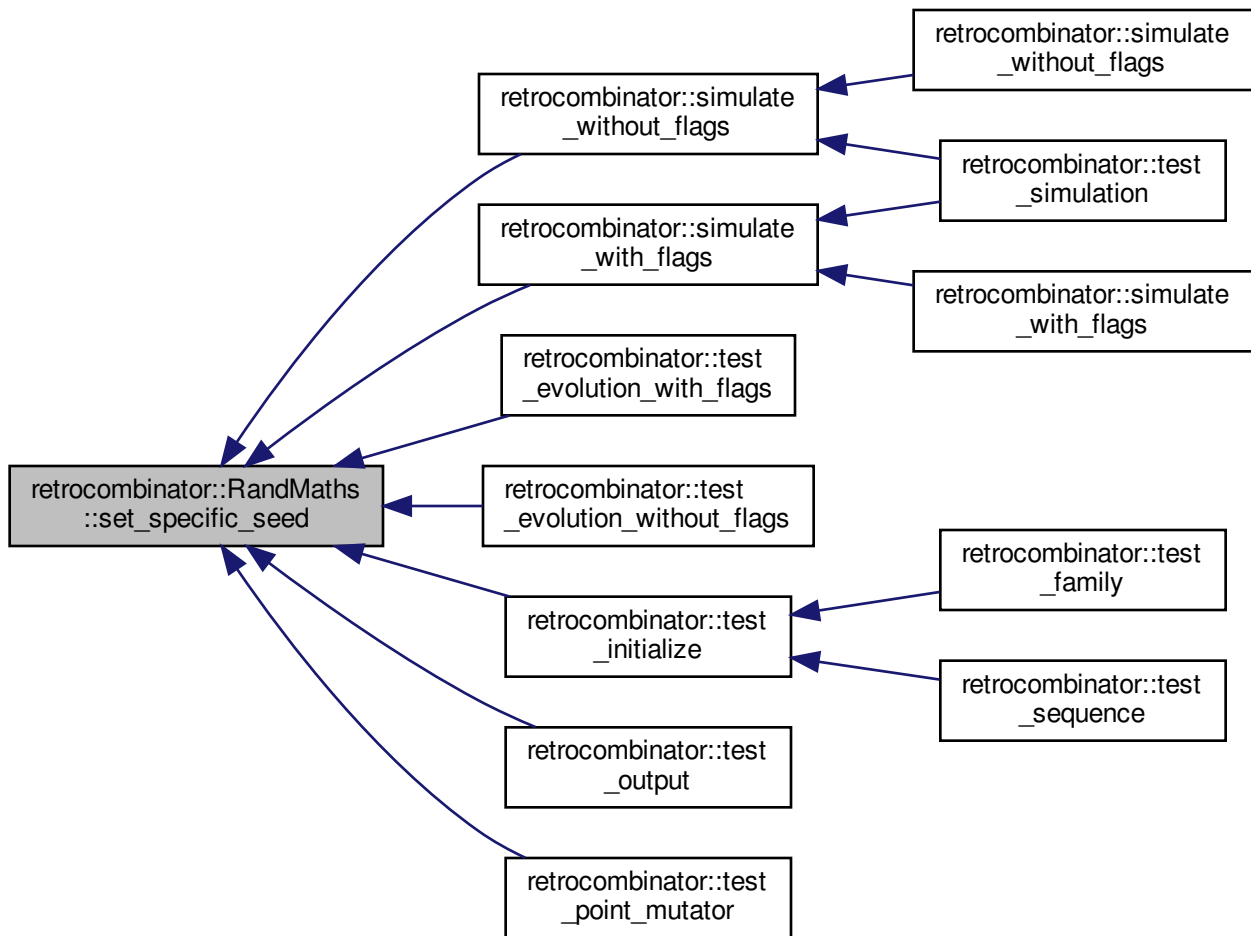 retrocombinator::RandMaths
::set_specific_seed
retrocombinator::simulate
_without_flags
retrocombinator::simulate
_with_flags
retrocombinator::test
_evolution_with_flags
retrocombinator::test
_evolution_without_flags
retrocombinator::test
_initialize
retrocombinator::test
_output
retrocombinator::test
_point_mutator
retrocombinator::simulate
_without_flags
retrocombinator::test
_simulation
retrocombinator::simulate
_with_flags
retrocombinator::test
_family
retrocombinator::test
_sequence